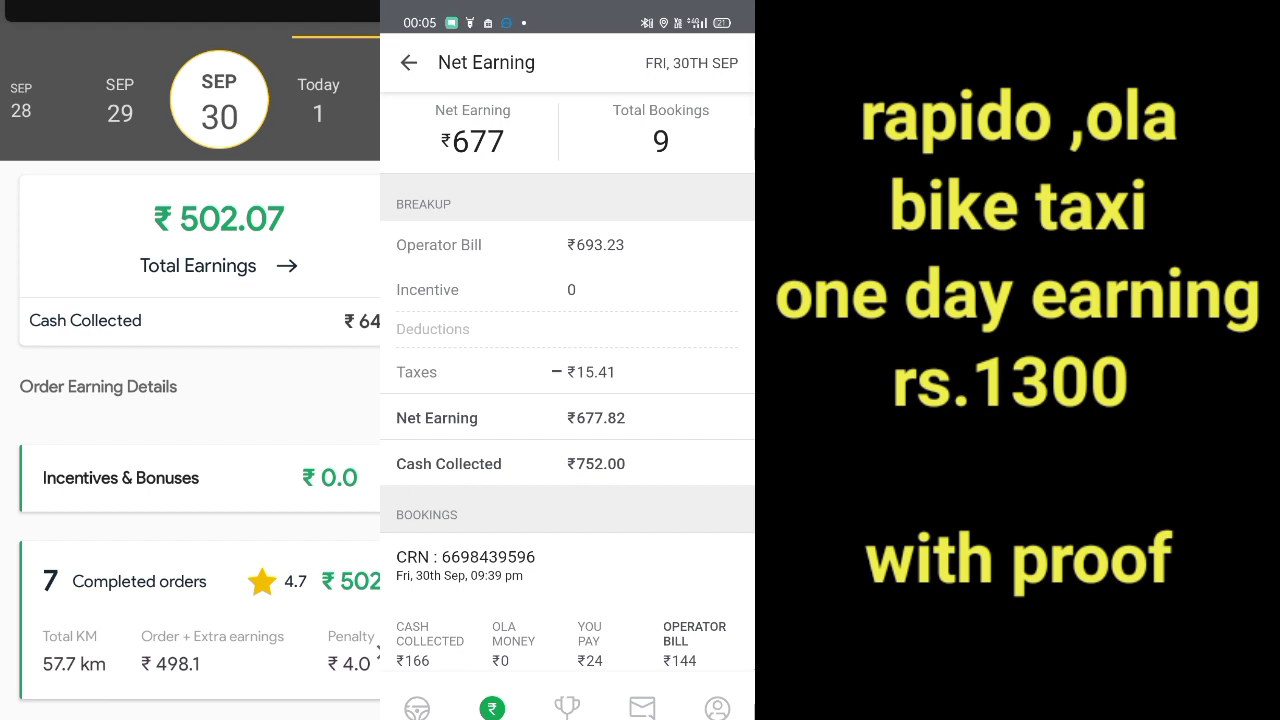 SEP
28
SEP
29
SEP
30
Today
1
₹ 502.07
Total Earnings →
Cash Collected ₹ 64
Order Earning Details
Incentives & Bonuses ₹ 0.0
7 Completed orders 4.7 ₹ 502
Total KM Order + Extra earnings Penalty
57.7 km ₹ 498.1 ₹ 4.0
00:05
21
Net Earning FRI, 30TH SEP
Net Earning Total Bookings
₹677 9
BREAKUP
Operator Bill ₹693.23
Incentive 0
Deductions
Taxes – ₹15.41
Net Earning ₹677.82
Cash Collected ₹752.00
BOOKINGS
CRN : 6698439596
Fri, 30th Sep, 09:39 pm
CASH OLA YOU OPERATOR
COLLECTED MONEY PAY BILL
₹166 ₹0 ₹24 ₹144
₹
rapido ,ola
bike taxi
one day earning
rs.1300
with proof